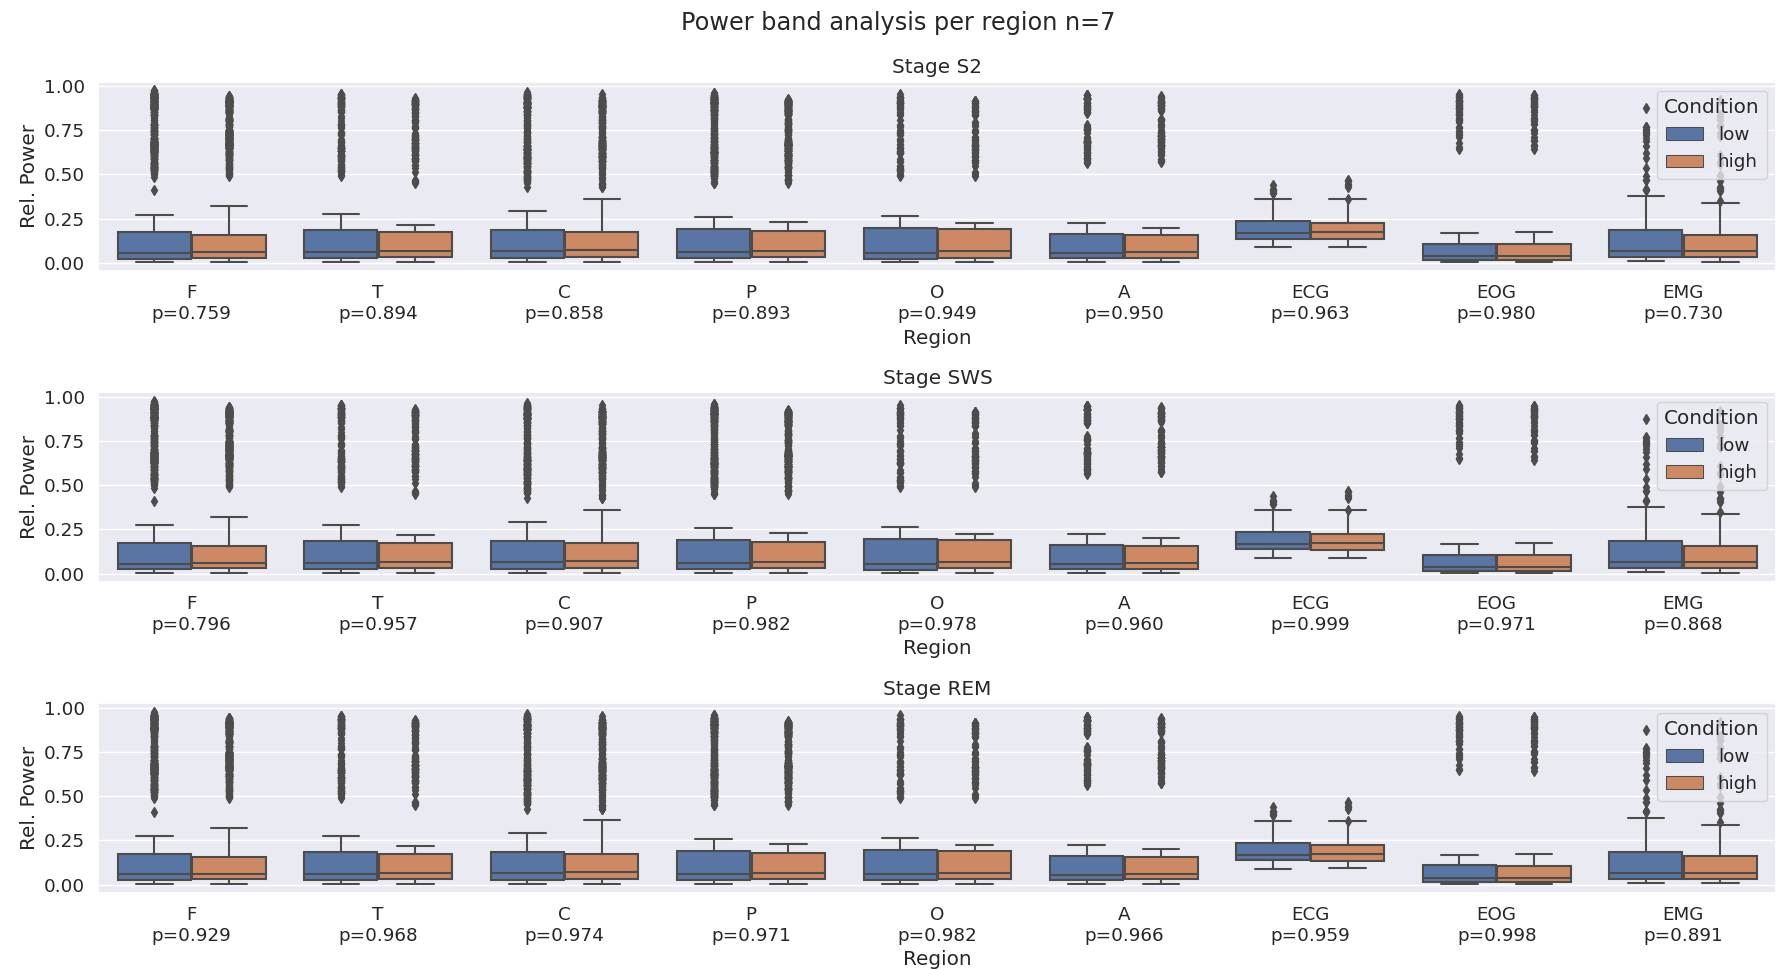 Power band analysis per region n=7
Stage S2
Rel. Power
1.00
0.75
0.50
0.25
0.00
Condition
low
high
F T C P O A ECG EOG EMG
p=0.759 p=0.894 p=0.858 p=0.893 p=0.949 p=0.950 p=0.963 p=0.980 p=0.730
Region
Stage SWS
Rel. Power
1.00
0.75
0.50
0.25
0.00
Condition
low
high
F T C P O A ECG EOG EMG
p=0.796 p=0.957 p=0.907 p=0.982 p=0.978 p=0.960 p=0.999 p=0.971 p=0.868
Region
Stage REM
Rel. Power
1.00
0.75
0.50
0.25
0.00
Condition
low
high
F T C P O A ECG EOG EMG
p=0.929 p=0.968 p=0.974 p=0.971 p=0.982 p=0.966 p=0.959 p=0.998 p=0.891
Region